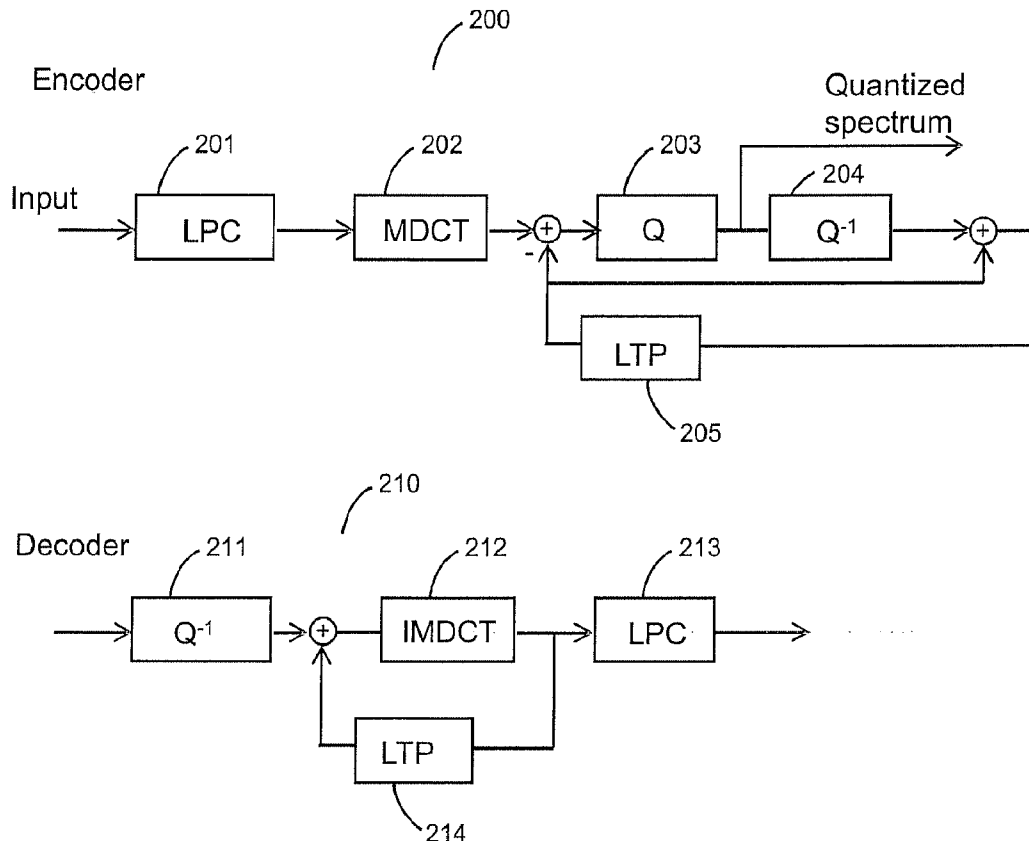 200
Encoder
Quantized
spectrum
201
202
203
204
Input
LPC
MDCT
+
Q
Q-1
+
-
LTP
205
210
Decoder
211
212
213
Q-1
+
IMDCT
LPC
LTP
214